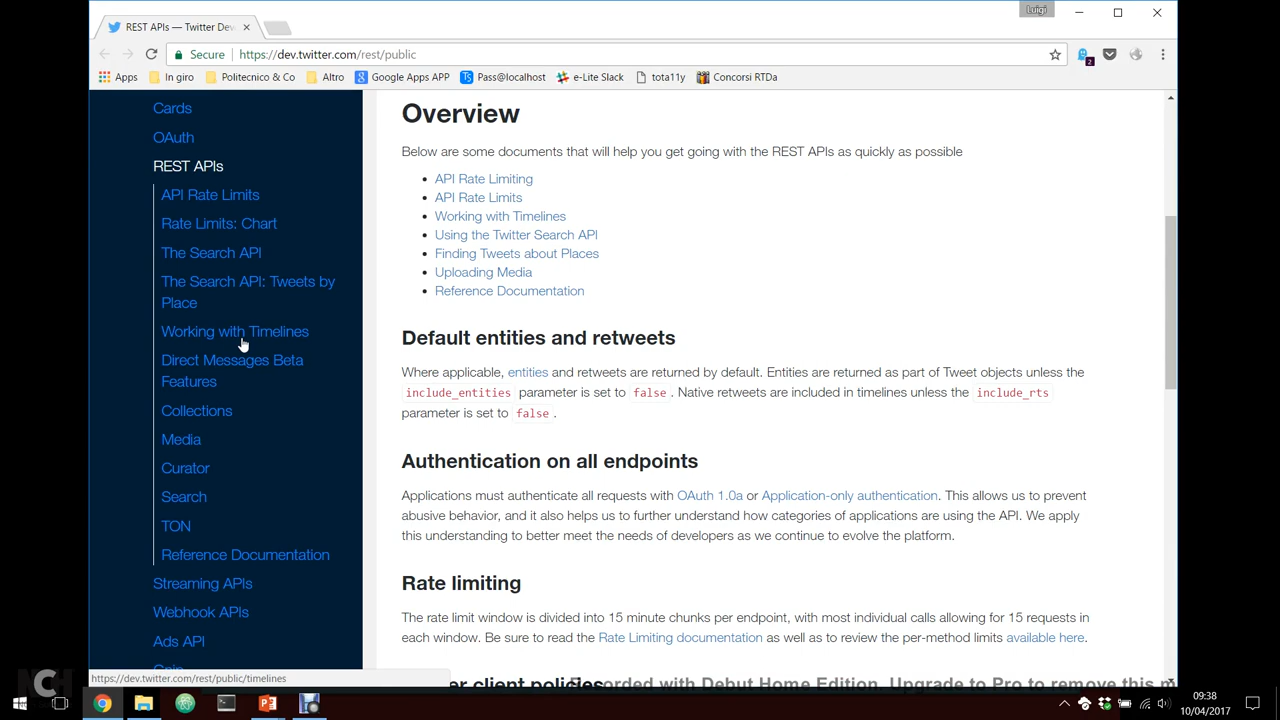 Luigi
REST APIs — Twitter Dev
Secure
https://dev.twitter.com/rest/public
2
Apps
In giro
Politecnico & Co
Altro
Google Apps APP
Pass@localhost
e-Lite Slack
tota11y
Concorsi RTDa
Cards
OAuth
REST APIs
API Rate Limits
Rate Limits: Chart
The Search API
The Search API: Tweets by
Place
Working with Timelines
Direct Messages Beta
Features
Collections
Media
Curator
Search
TON
Reference Documentation
Streaming APIs
Webhook APIs
Ads API
Gnip
https://dev.twitter.com/rest/public/timelines
Overview
Below are some documents that will help you get going with the REST APIs as quickly as possible
API Rate Limiting
API Rate Limits
Working with Timelines
Using the Twitter Search API
Finding Tweets about Places
Uploading Media
Reference Documentation
Default entities and retweets
Where applicable, entities and retweets are returned by default. Entities are returned as part of Tweet objects unless the
include_entities parameter is set to false . Native retweets are included in timelines unless the include_rts
parameter is set to false .
Authentication on all endpoints
Applications must authenticate all requests with OAuth 1.0a or Application-only authentication. This allows us to prevent
abusive behavior, and it also helps us to further understand how categories of applications are using the API. We apply
this understanding to better meet the needs of developers as we continue to evolve the platform.
Rate limiting
The rate limit window is divided into 15 minute chunks per endpoint, with most individual calls allowing for 15 requests in
each window. Be sure to read the Rate Limiting documentation as well as to review the per-method limits available here.
er client policies
orded with Debut Home Edition. Upgrade to Pro to remove this m
NCH
09:38
10/04/2017